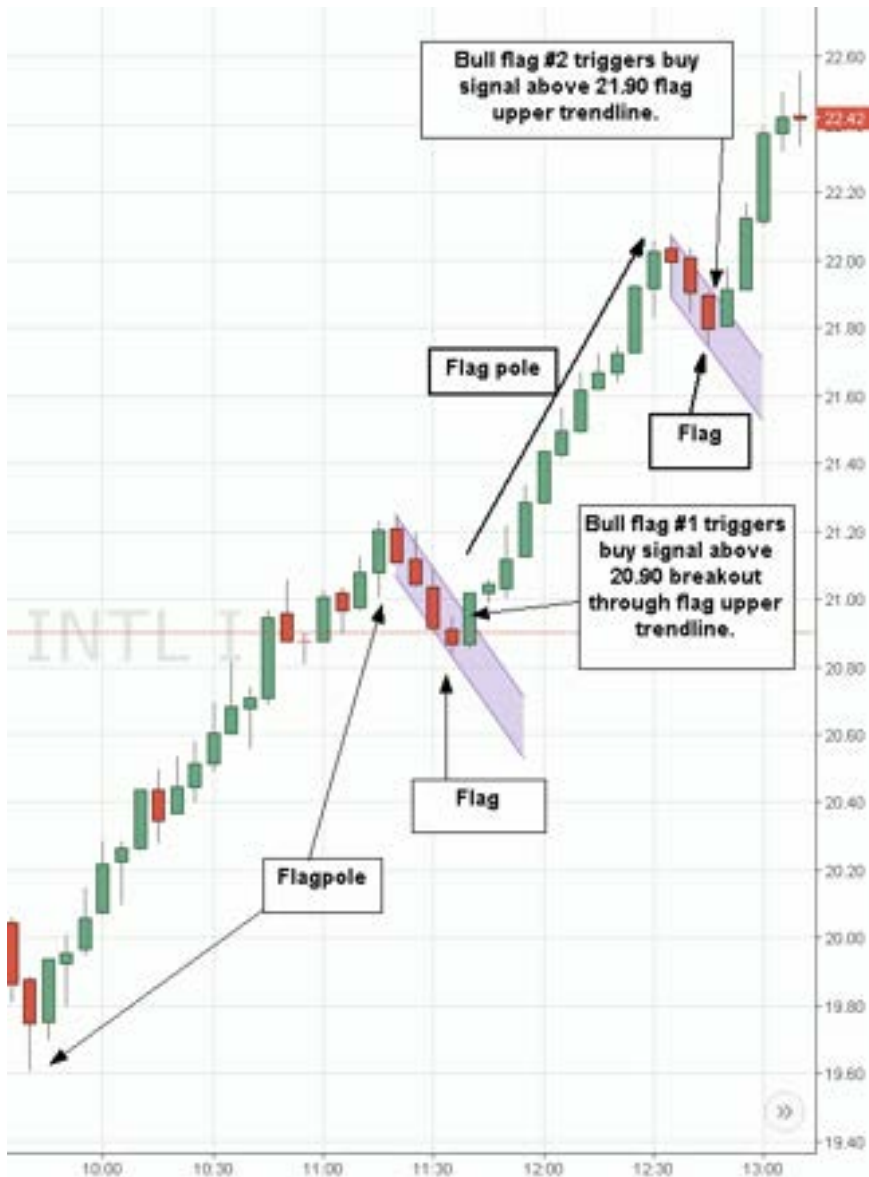 Bull flag #2 triggers buy
signal above 21.90 flag
upper trendline.
22.60
22.42
22.20
22.00
21.80
Flag pole
21.60
Flag
21.40
Bull flag #1 triggers
buy signal above
20.90 breakout
through flag upper
trendline.
21.20
21.00
INTL I
20.80
20.60
Flag
20.40
Flagpole
20.20
20.00
19.80
19.60
»
19.40
10:00 10:30 11:00 11:30 12:00 12:30 13:00